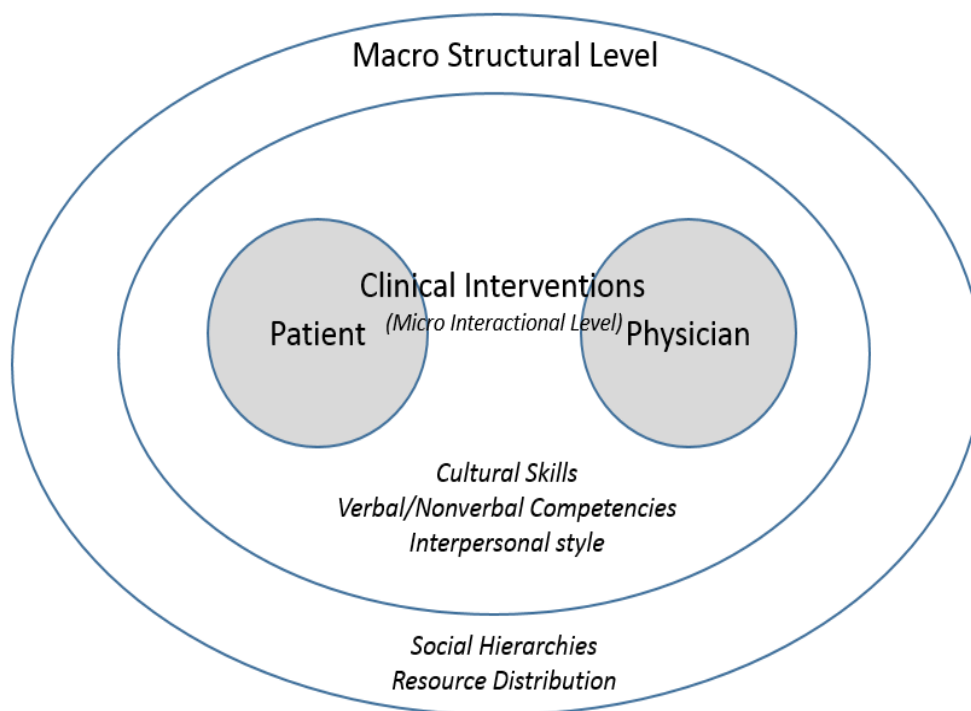 Macro Structural Level
Clinical Interventions
(Micro Interactional Level)
Patient
Physician
Cultural Skills
Verbal/Nonverbal Competencies
Interpersonal style
Social Hierarchies
Resource Distribution